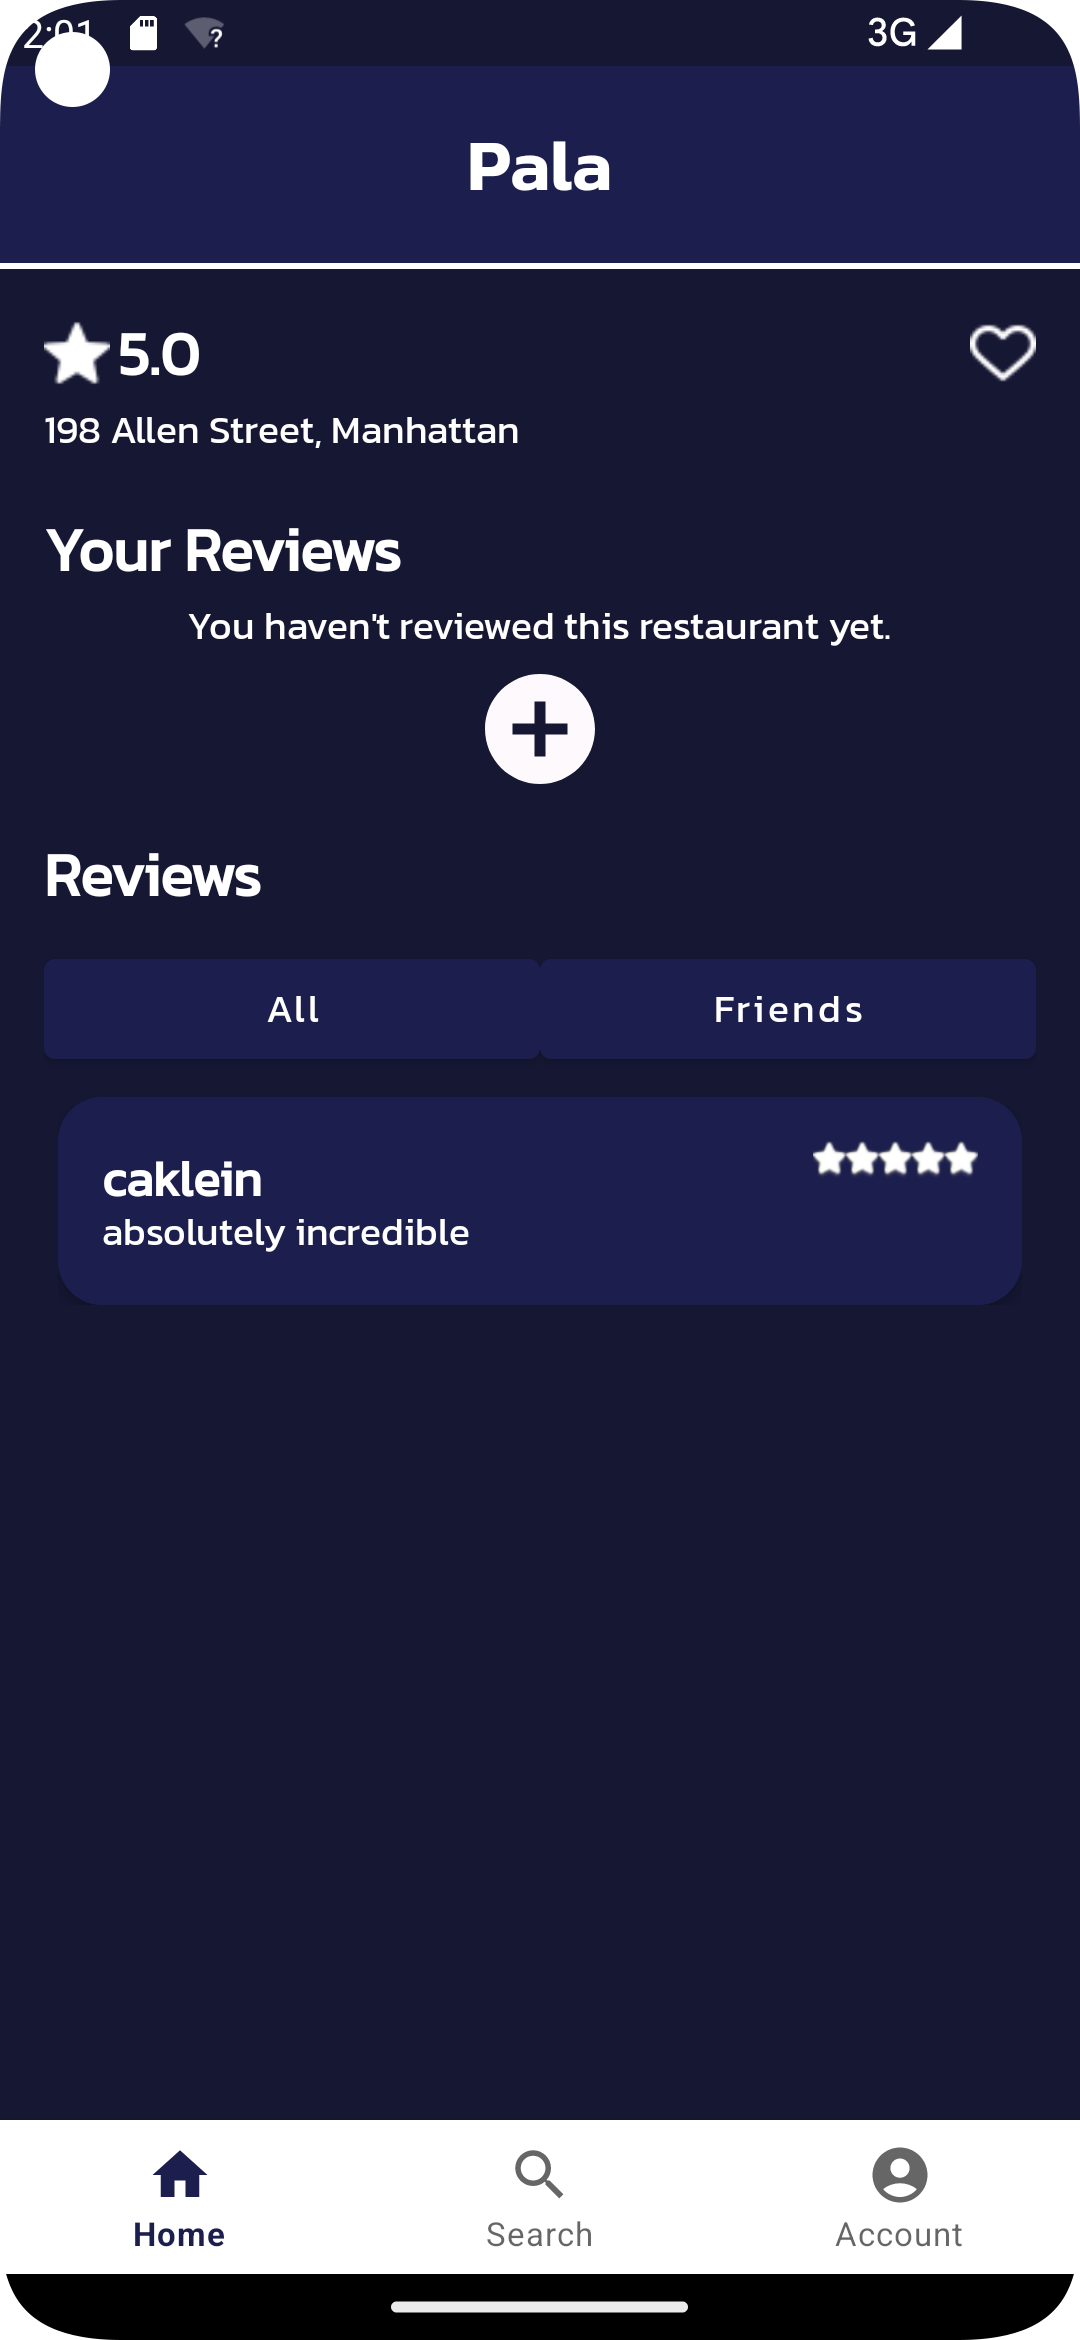 2:01
3G
Pala
5.0
198 Allen Street, Manhattan
Your Reviews
You haven't reviewed this restaurant yet.
Reviews
All
Friends
caklein
absolutely incredible
Home
Search
Account